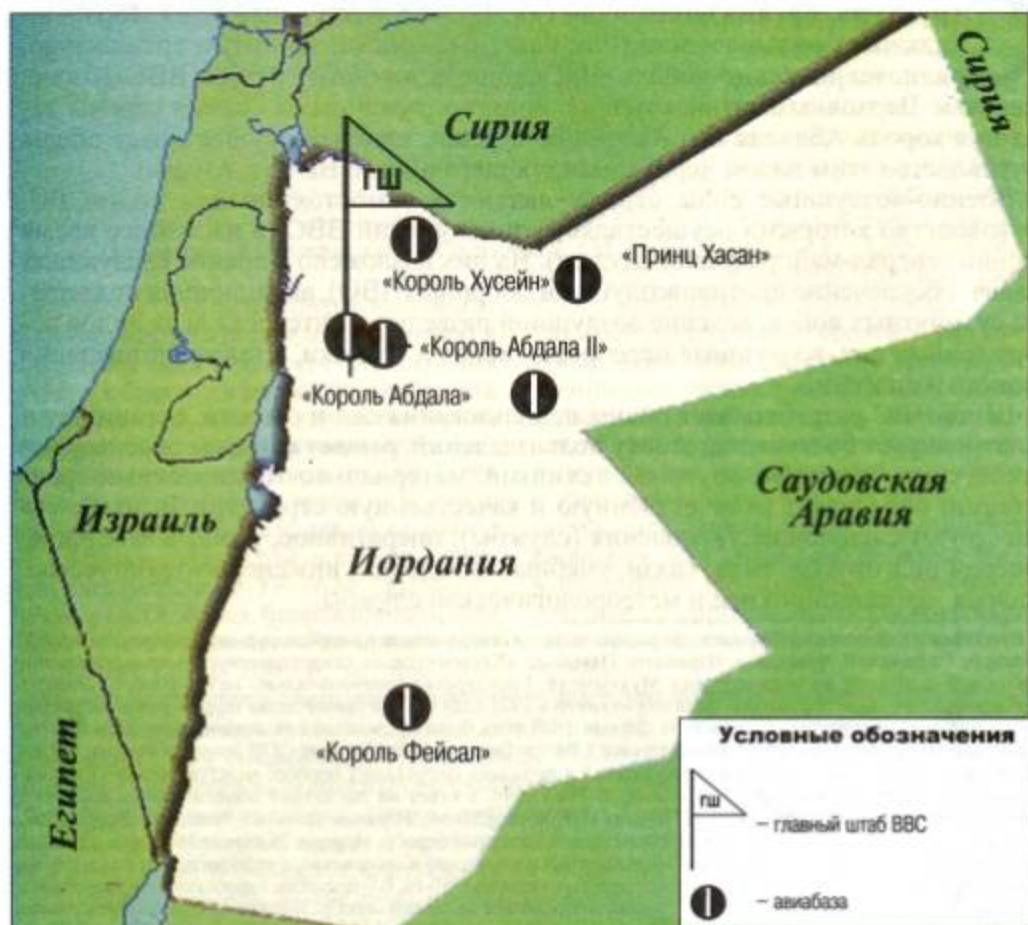 Сирия
Сирия
ГШ
«Принц Хасан»
«Король Хусейн»
«Король Абдала II»
«Король Абдала»
Саудовская
Аравия
Израиль
Иордания
«Король Фейсал»
Египет
Условные обозначения
ГШ
– главный штаб ВВС
– авиабаза